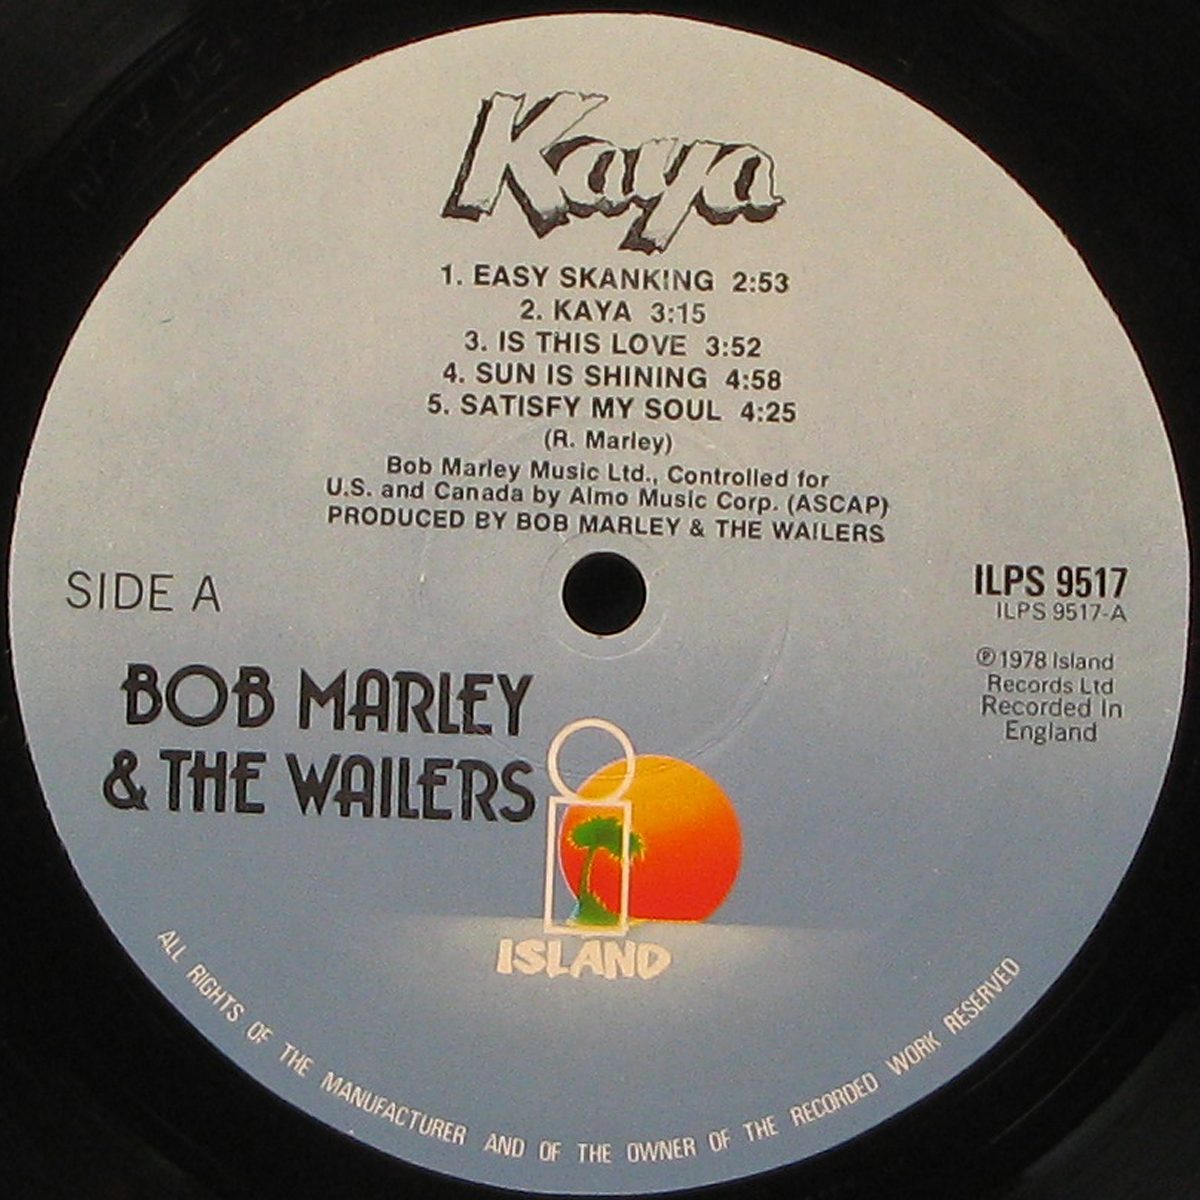 Kaya
1. EASY SKANKING 2:53
2. KAYA 3:15
3. IS THIS LOVE 3:52
4. SUN IS SHINING 4:58
5. SATISFY MY SOUL 4:25
(R. Marley)
Bob Marley Music Ltd., Controlled for
U.S. and Canada by Almo Music Corp. (ASCAP)
PRODUCED BY BOB MARLEY & THE WAILERS
SIDE A
ILPS 9517
ILPS 9517-A
℗ 1978 Island
Records Ltd
Recorded In
England
BOB MARLEY
& THE WAILERS
ISLAND
ALL RIGHTS OF THE MANUFACTURER AND OF THE OWNER OF THE RECORDED WORK RESERVED